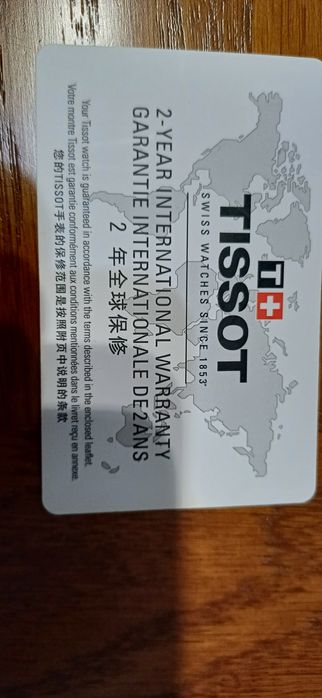 T+
TISSOT
SWISS WATCHES SINCE 1853
2-YEAR INTERNATIONAL WARRANTY
GARANTIE INTERNATIONALE DE 2 ANS
2 年全球保修
Your Tissot watch is guaranteed in accordance with the terms described in the enclosed leaflet.
Votre montre Tissot est garantie conformément aux conditions mentionnées dans le livret reçu en annexe.
您的TISSOT手表的保修范围是按照附页中说明的条款